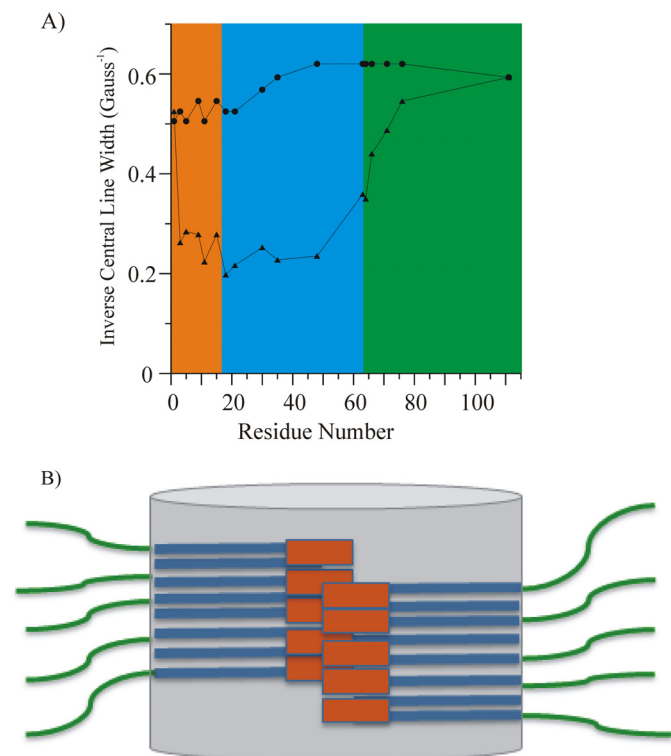 A)
Inverse Central Line Width (Gauss⁻¹)
0.6
0.4
0.2
0
0 20 40 60 80 100
Residue Number
B)